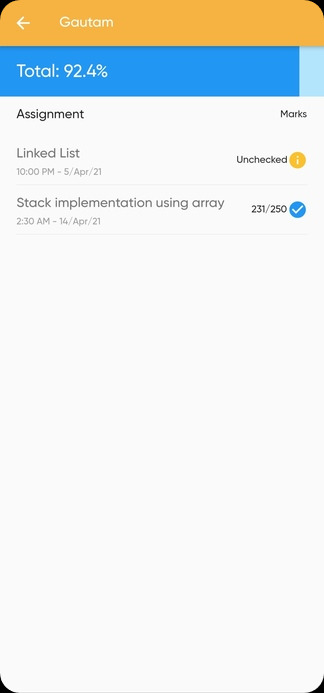 Gautam
Total: 92.4%
Assignment Marks
Linked List
Unchecked
10:00 PM - 5/Apr/21
Stack implementation using array
231/250
2:30 AM - 14/Apr/21